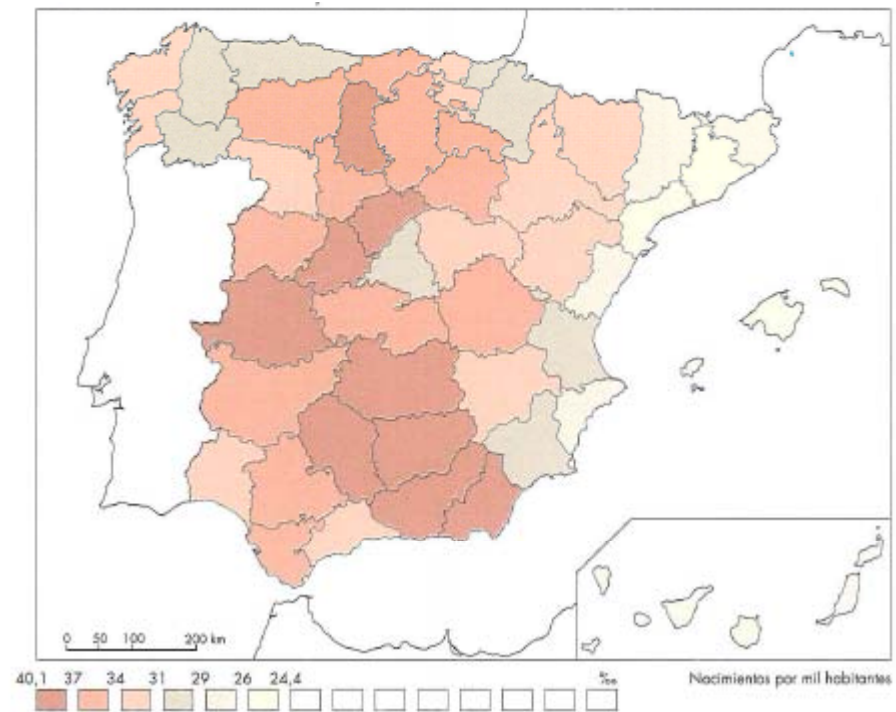 0 50 100 200 km
40,1 37 34 31 29 26 24,4 ‰ Nacimientos por mil habitantes